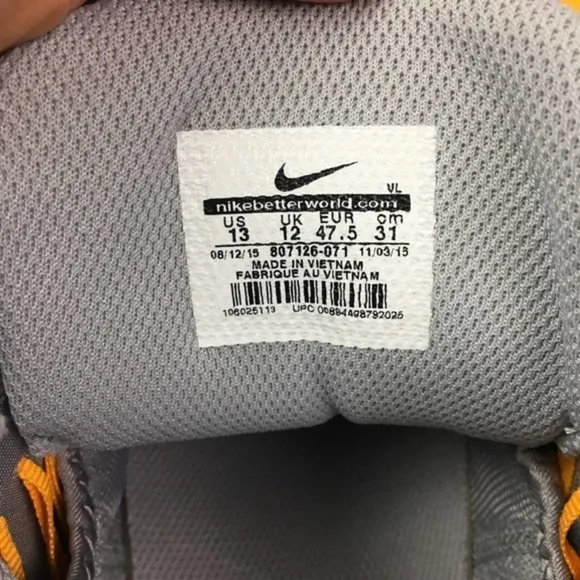 VL
nikebetterworld.com
US UK EUR cm
13 12 47.5 31
08/12/15 807126-071 11/03/15
MADE IN VIETNAM
FABRIQUE AU VIETNAM
106025113 UPC 00884498792025